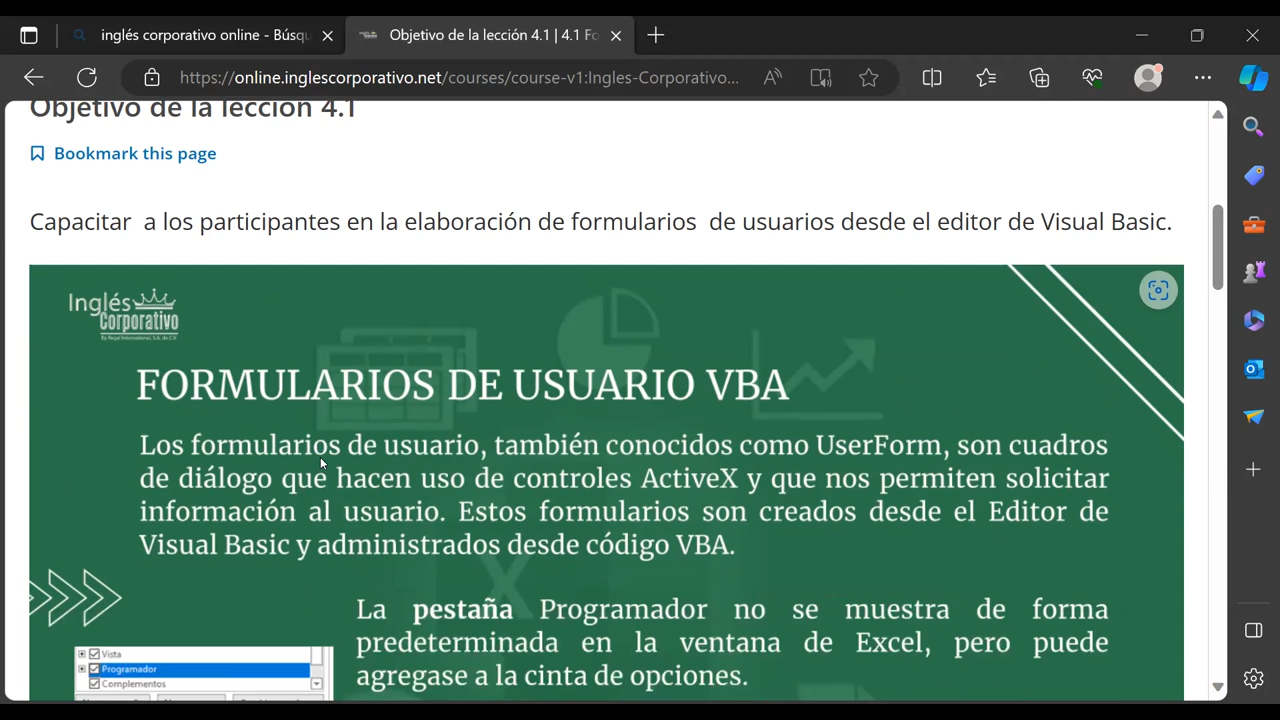 inglés corporativo online - Búsqu
Objetivo de la lección 4.1 | 4.1 Fo
https://online.inglescorporativo.net/courses/course-v1:Ingles-Corporativo...
Objetivo de la lección 4.1
Bookmark this page
Capacitar a los participantes en la elaboración de formularios de usuarios desde el editor de Visual Basic.
Inglés
Corporativo
By Regal International, S.A. de C.V.
FORMULARIOS DE USUARIO VBA
Los formularios de usuario, también conocidos como UserForm, son cuadros
de diálogo que hacen uso de controles ActiveX y que nos permiten solicitar
información al usuario. Estos formularios son creados desde el Editor de
Visual Basic y administrados desde código VBA.
La pestaña Programador no se muestra de forma
predeterminada en la ventana de Excel, pero puede
agregase a la cinta de opciones.
Vista
Programador
Complementos